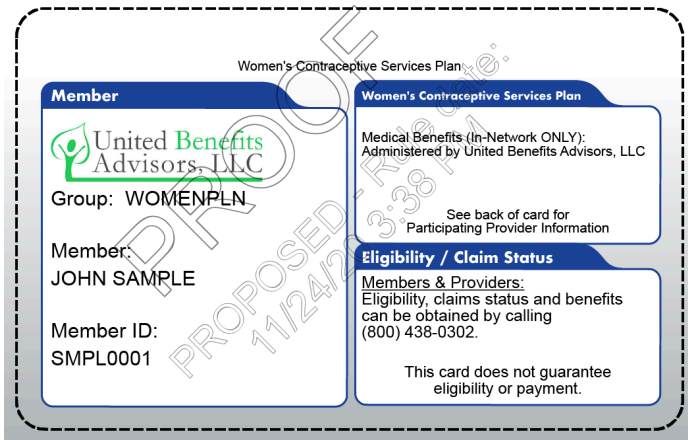 Women's Contraceptive Services Plan
Member
United Benefits
Advisors, LLC
Group: WOMENPLN
Member:
JOHN SAMPLE
Member ID:
SMPL0001
Women's Contraceptive Services Plan
Medical Benefits (In-Network ONLY):
Administered by United Benefits Advisors, LLC
See back of card for
Participating Provider Information
Eligibility / Claim Status
Members & Providers:
Eligibility, claims status and benefits
can be obtained by calling
(800) 438-0302.
This card does not guarantee
eligibility or payment.
PROOF
PROPOSED - Rule date:
11/24/20 3:38 PM